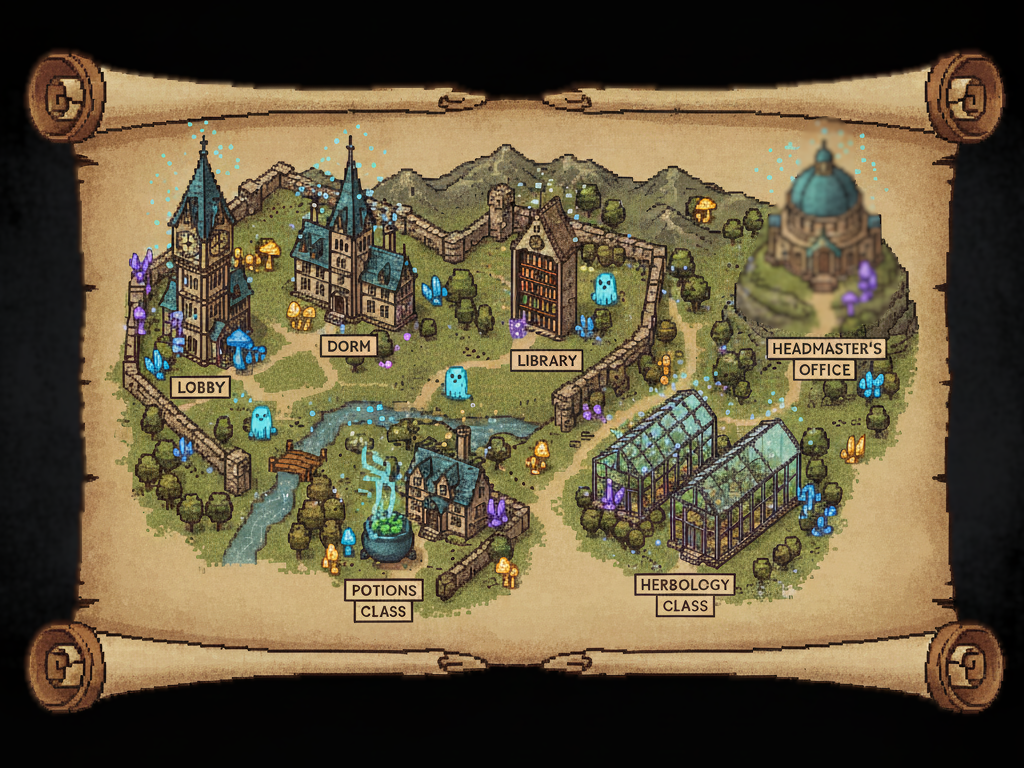 DORM
LIBRARY
HEADMASTER'S
OFFICE
LOBBY
POTIONS
CLASS
HERBOLOGY
CLASS